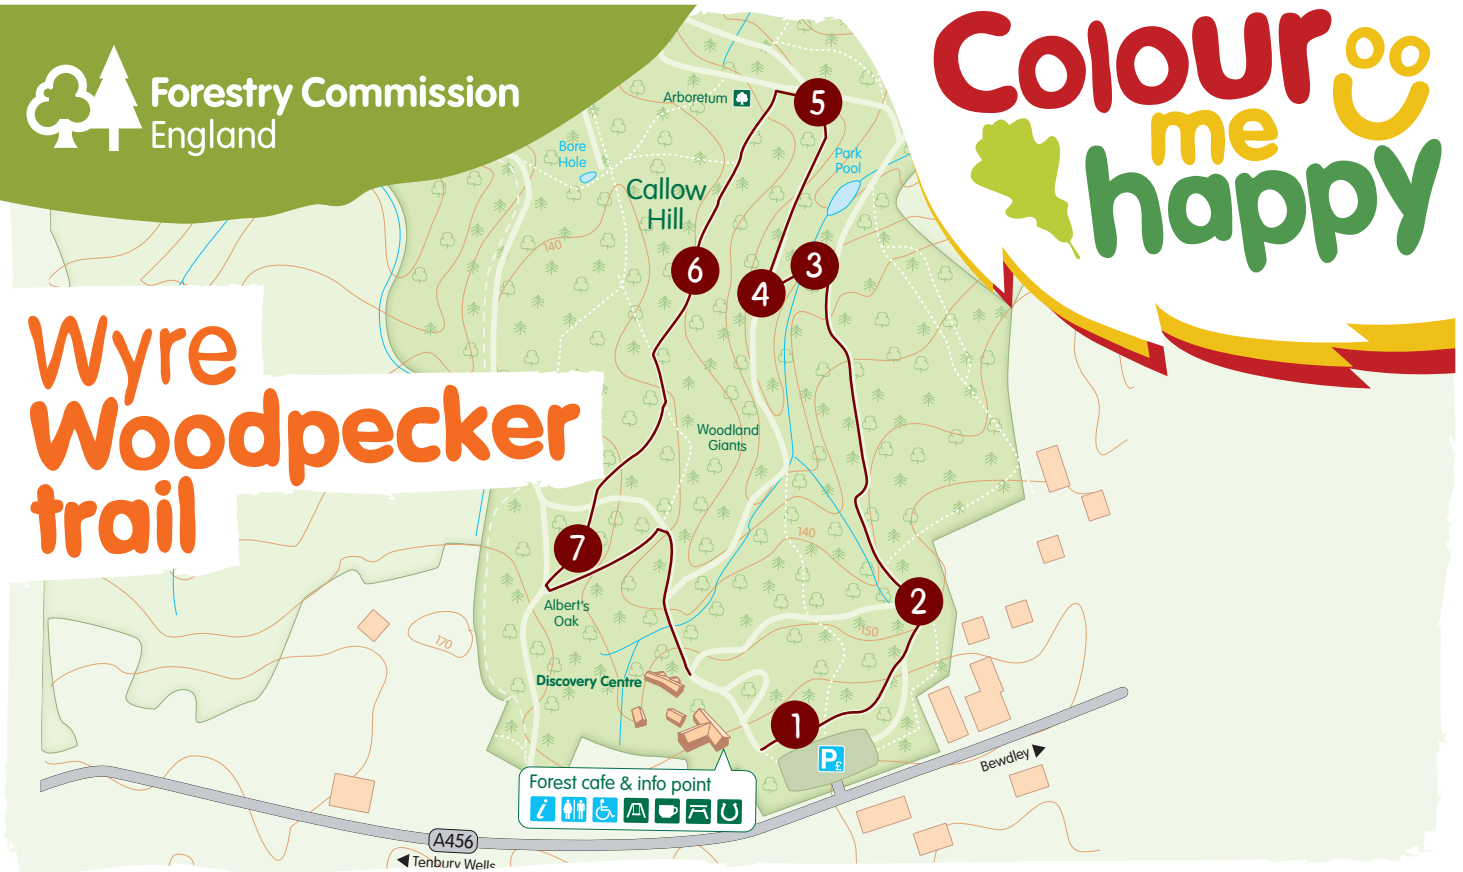 Forestry Commission
England
Colour
me
happy
Wyre
Woodpecker
trail
Arboretum
5
Bore
Hole
Park
Pool
Callow
Hill
140
6
3
4
Woodland
Giants
7
140
2
Albert's
Oak
150
170
Discovery Centre
1
P£
Bewdley
Forest cafe & info point
i
A456
Tenbury Wells